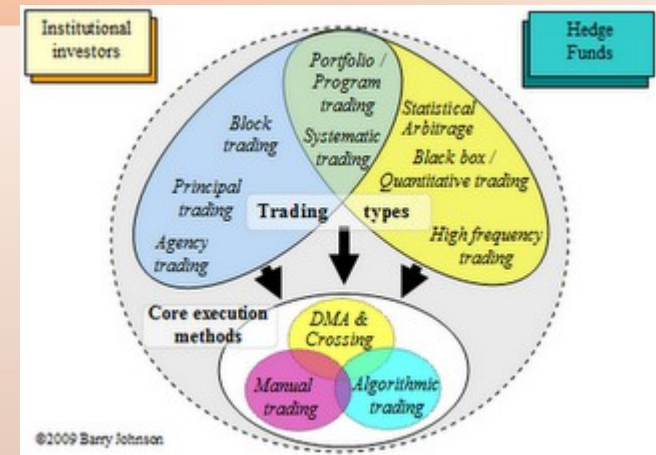 Institutional
investors
Hedge
Funds
Portfolio /
Program
trading
Systematic
trading
Block
trading
Principal
trading
Agency
trading
Statistical
Arbitrage
Black box /
Quantitative trading
High frequency
trading
Trading types
Core execution
methods
DMA &
Crossing
Manual
trading
Algorithmic
trading
©2009 Barry Johnson